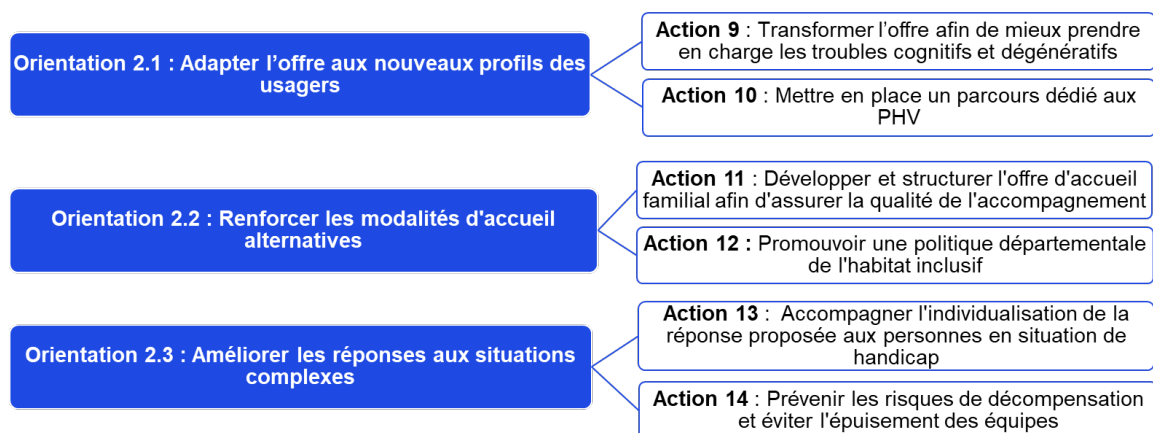 Orientation 2.1 : Adapter l’offre aux nouveaux profils des
usagers
Action 9 : Transformer l’offre afin de mieux prendre
en charge les troubles cognitifs et dégénératifs
Action 10 : Mettre en place un parcours dédié aux
PHV
Orientation 2.2 : Renforcer les modalités d'accueil
alternatives
Action 11 : Développer et structurer l'offre d'accueil
familial afin d'assurer la qualité de l'accompagnement
Action 12 : Promouvoir une politique départementale
de l'habitat inclusif
Orientation 2.3 : Améliorer les réponses aux situations
complexes
Action 13 : Accompagner l'individualisation de la
réponse proposée aux personnes en situation de
handicap
Action 14 : Prévenir les risques de décompensation
et éviter l'épuisement des équipes